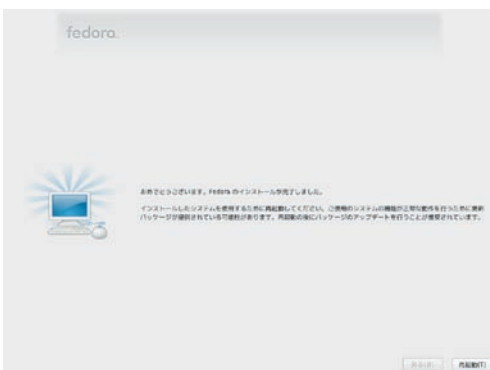 fedora.
おめでとうございます, Fedora のインストールが完了しました。
インストールしたシステムを使用するために再起動してください。ご使用のシステムの機能が正常な動作を行うために更新
パッケージが提供されている可能性があります。再起動の後にパッケージのアップデートを行うことが推奨されています。
戻る(B) 再起動(T)